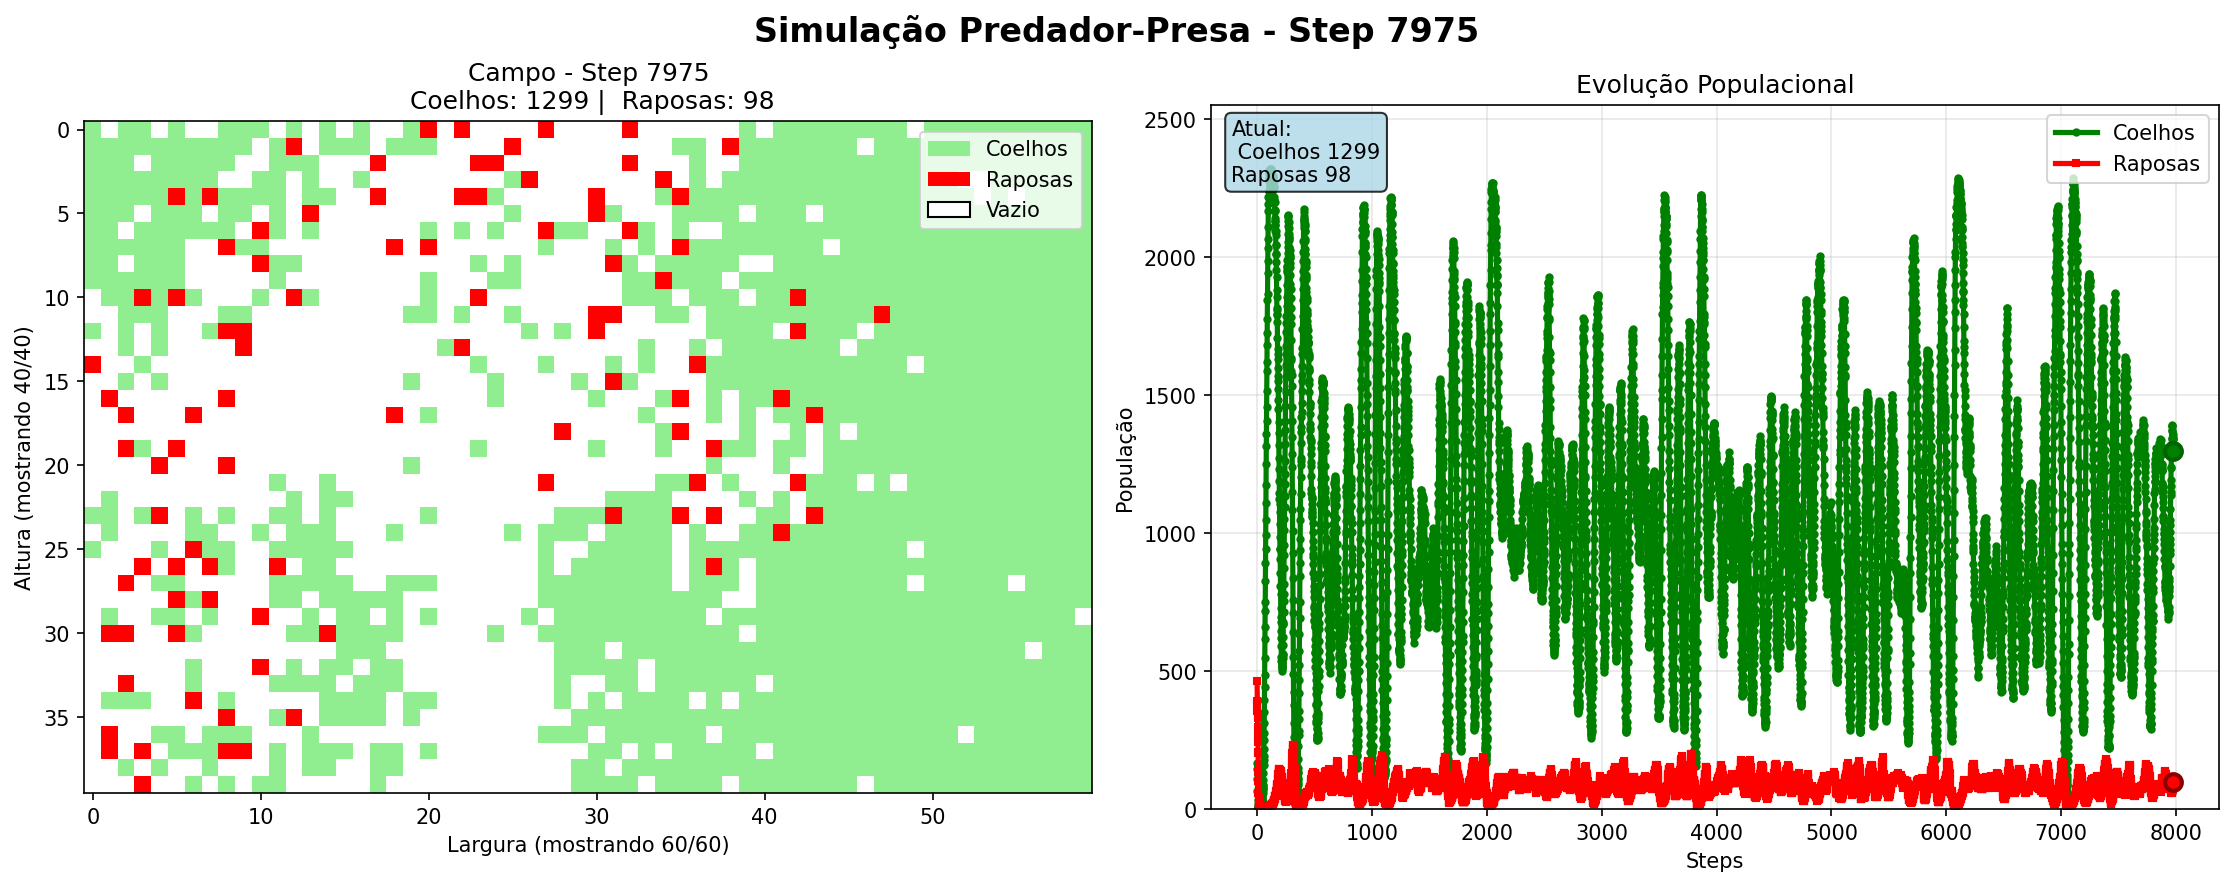 Simulação Predador-Presa - Step 7975
Campo - Step 7975
Coelhos: 1299 |  Raposas: 98
0
5
10
15
20
25
30
35
Altura (mostrando 40/40)
0
10
20
30
40
50
Largura (mostrando 60/60)
Coelhos
Raposas
Vazio
Evolução Populacional
Atual:
Coelhos 1299
Raposas 98
Coelhos
Raposas
2500
2000
1500
1000
500
0
População
0
1000
2000
3000
4000
5000
6000
7000
8000
Steps